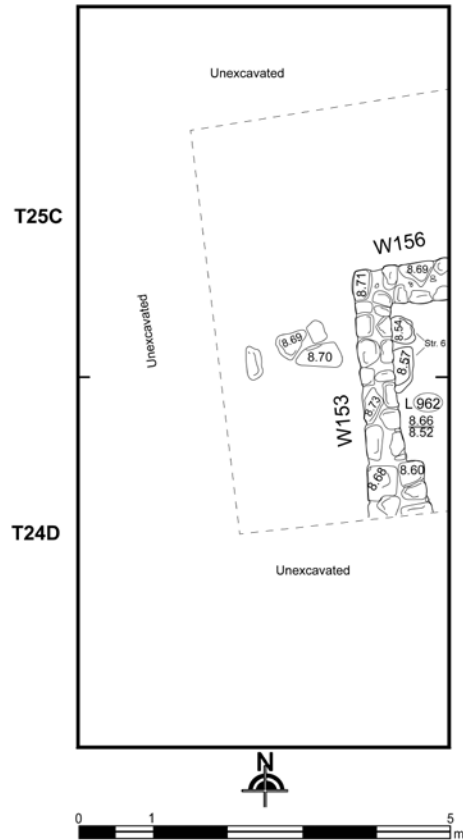 Unexcavated
T25C
W156
8.71
8.69
Unexcavated
8.54
Str. 6
8.69
8.70
8.57
L 962
8.66
8.52
8.73
W153
8.68
8.60
T24D
Unexcavated
N
0 1 5
m